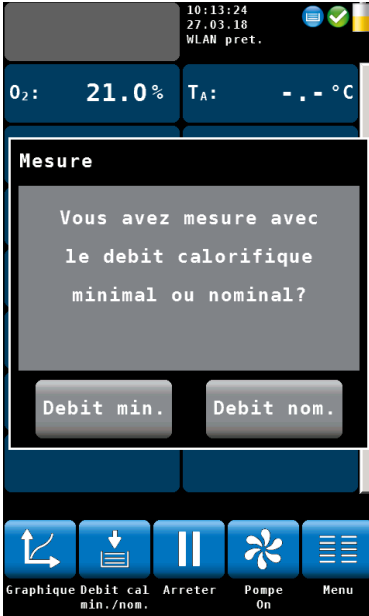 10:13:24
27.03.18
WLAN pret.
O₂: 21.0% Tᴀ: -.-°C
Mesure
Vous avez mesure avec
le debit calorifique
minimal ou nominal?
Debit min. Debit nom.
Graphique Debit cal min./nom. Arreter Pompe On Menu